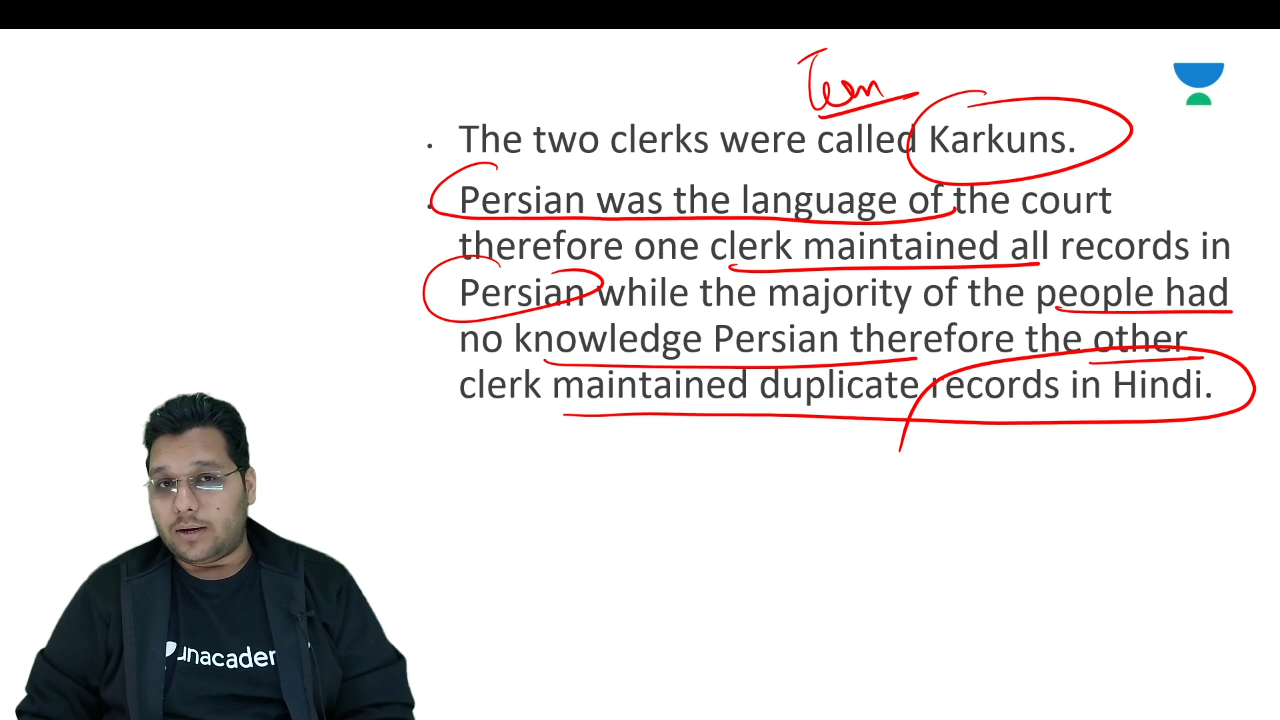 Term
The two clerks were called Karkuns.
Persian was the language of the court
therefore one clerk maintained all records in
Persian while the majority of the people had
no knowledge Persian therefore the other
clerk maintained duplicate records in Hindi.
unacader